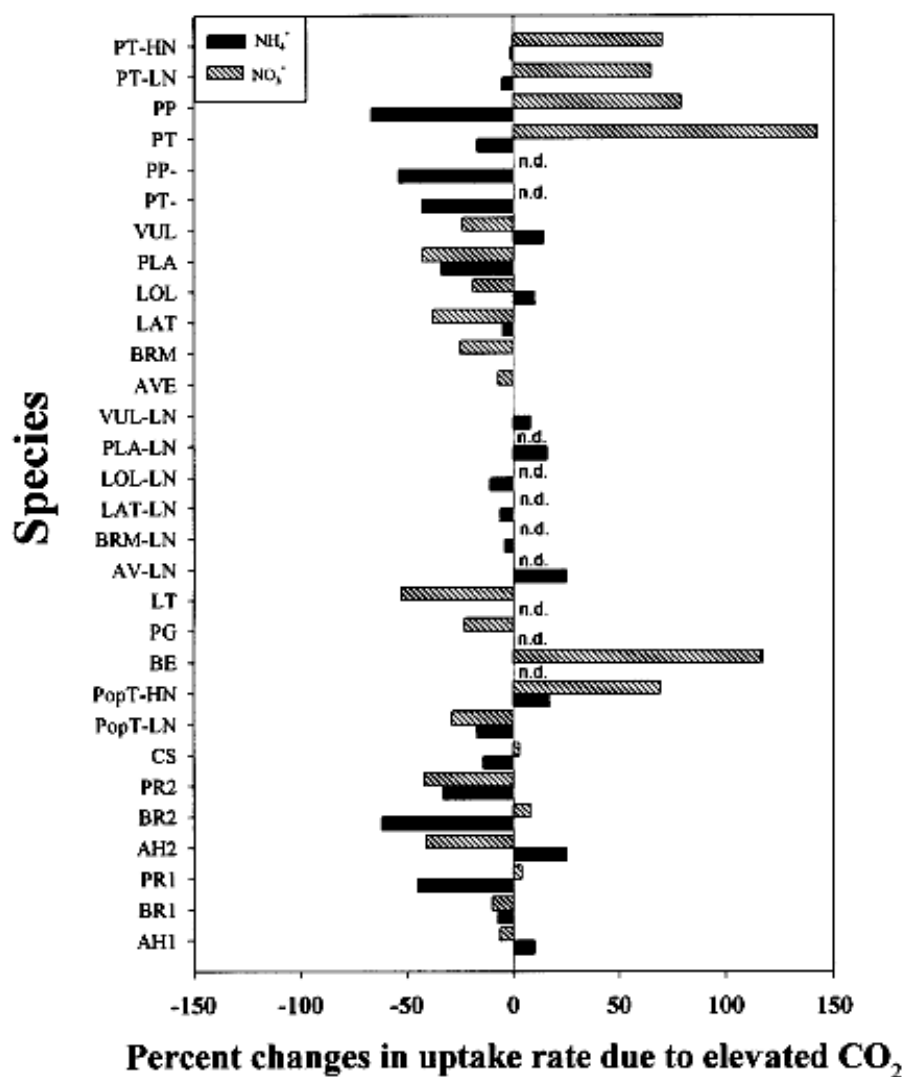 NH₄⁺
NO₃⁻
PT-HN
PT-LN
PP
PT
PP-
n.d.
PT-
n.d.
VUL
PLA
LOL
LAT
BRM
AVE
VUL-LN
PLA-LN
n.d.
LOL-LN
n.d.
LAT-LN
n.d.
BRM-LN
n.d.
AV-LN
n.d.
LT
n.d.
PG
n.d.
BE
n.d.
PopT-HN
PopT-LN
CS
PR2
BR2
AH2
PR1
BR1
AH1
Species
-150 -100 -50 0 50 100 150
Percent changes in uptake rate due to elevated CO₂